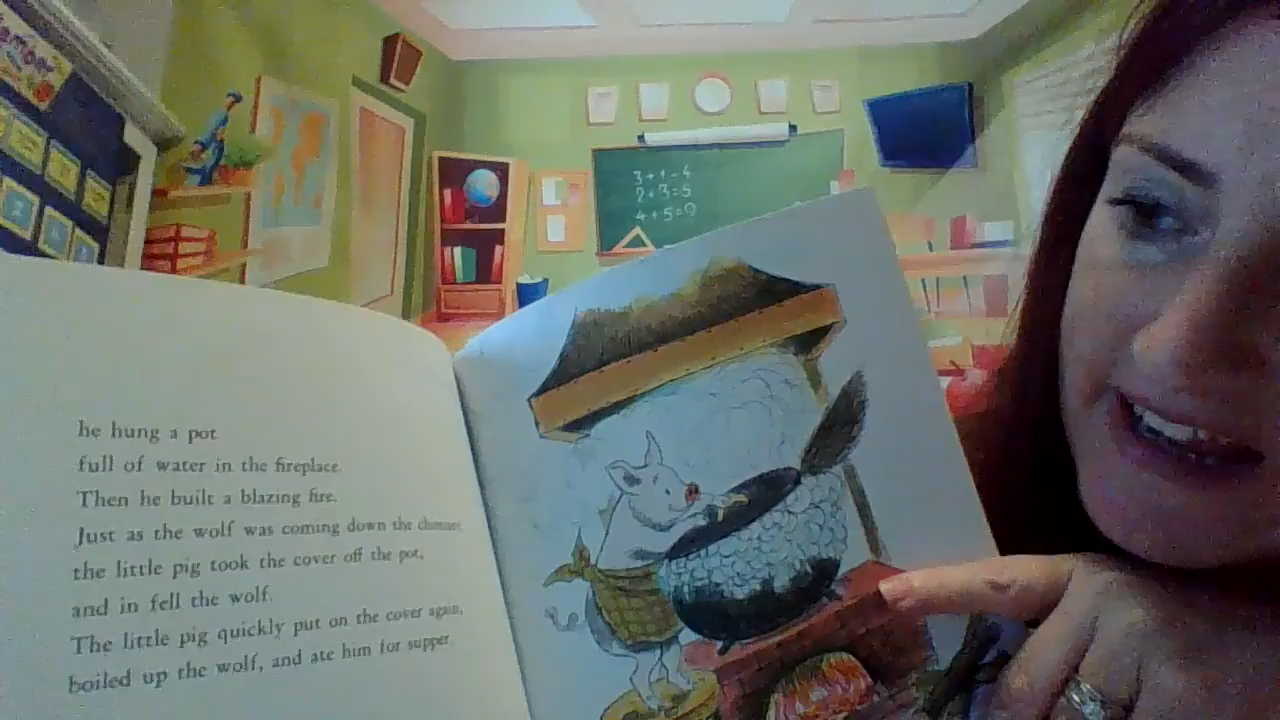 ember
3 + 1 = 4
2 + 3 = 5
4 + 5 = ?
he hung a pot
full of water in the fireplace.
Then he built a blazing fire.
Just as the wolf was coming down the chimney,
the little pig took the cover off the pot,
and in fell the wolf.
The little pig quickly put on the cover again,
boiled up the wolf, and ate him for supper